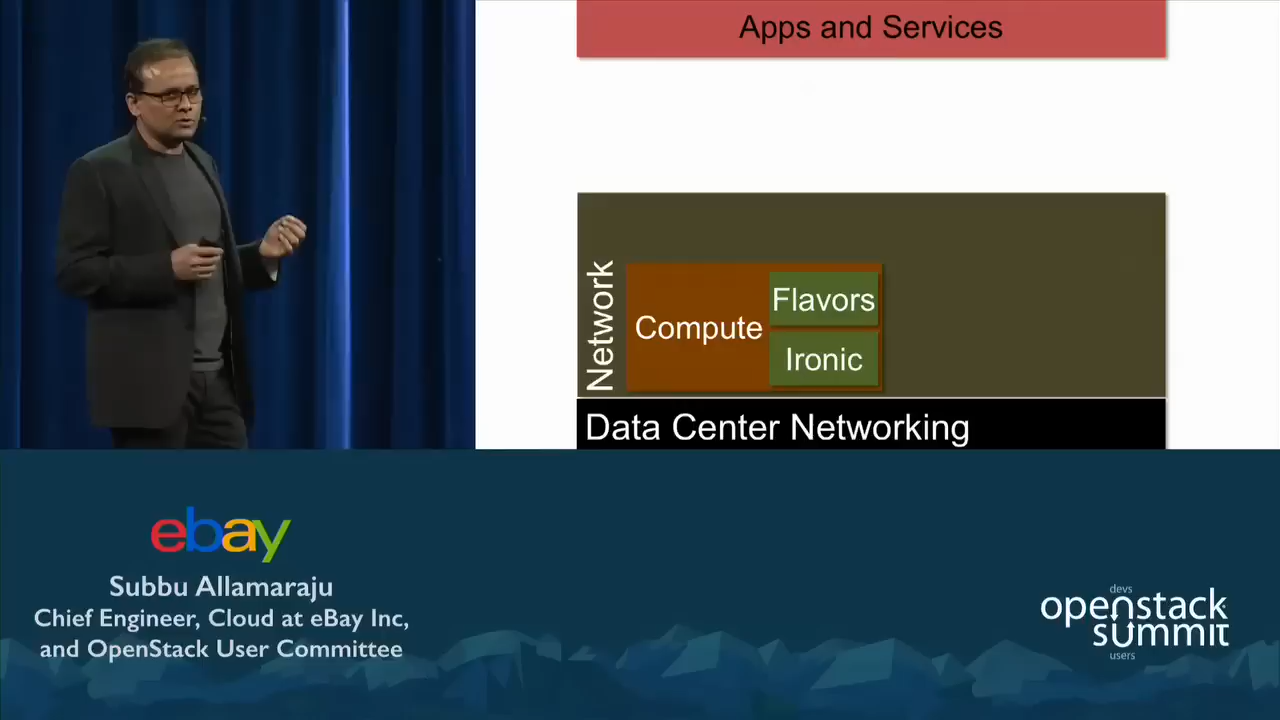 Apps and Services
Network
Compute
Flavors
Ironic
Data Center Networking
ebay
Subbu Allamaraju
Chief Engineer, Cloud at eBay Inc,
and OpenStack User Committee
devs
openstack
summit
users